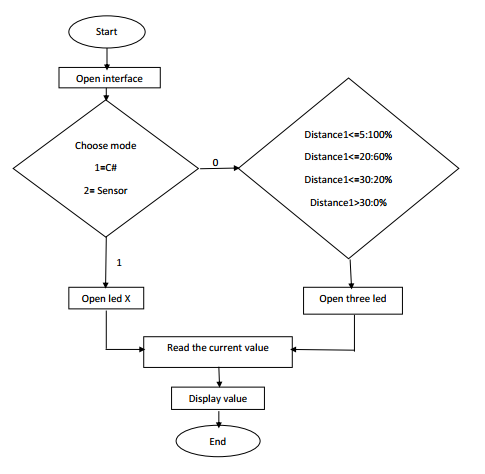 Start
Open interface
Choose mode
1=C#
2= Sensor
0
Distance1<=5:100%
Distance1<=20:60%
Distance1<=30:20%
Distance1>30:0%
1
Open led X
Open three led
Read the current value
Display value
End